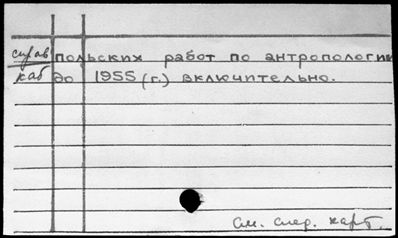 справ польских работ по антропологии
каб до 1955 (г.) включительно.
См. след. карт.